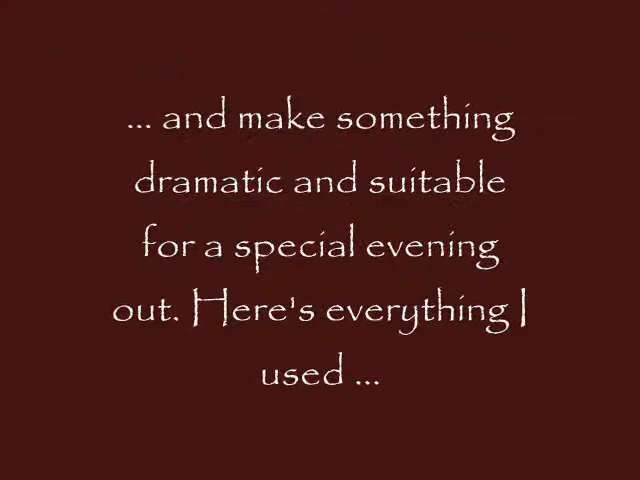 ... and make something
dramatic and suitable
for a special evening
out. Here's everything I
used ...